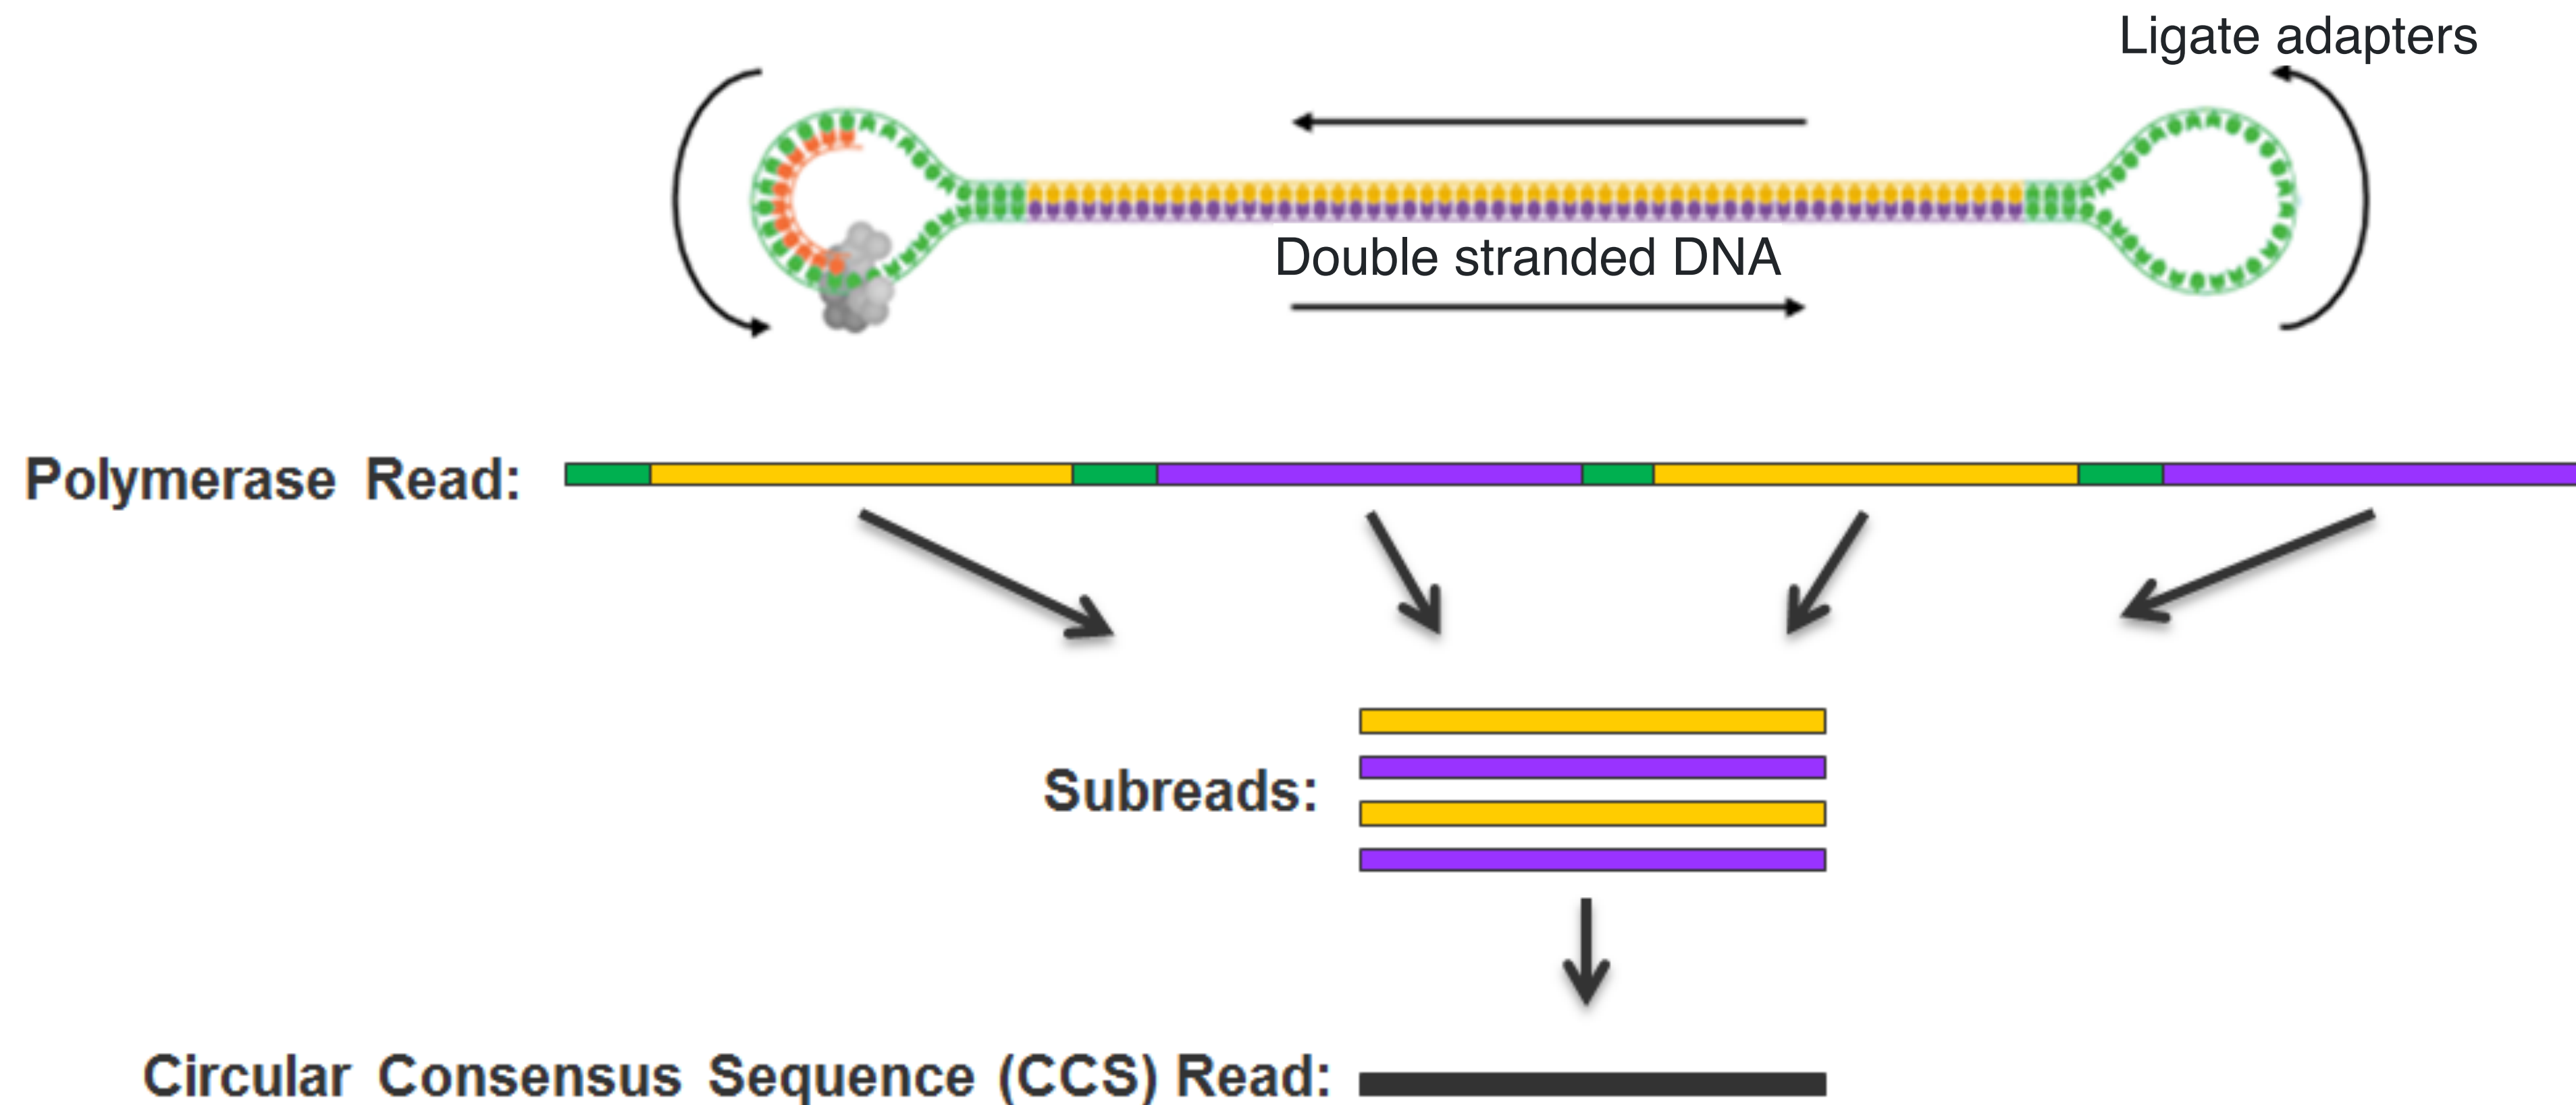 Ligate adapters
Double stranded DNA
Polymerase Read:
Subreads:
Circular Consensus Sequence (CCS) Read: